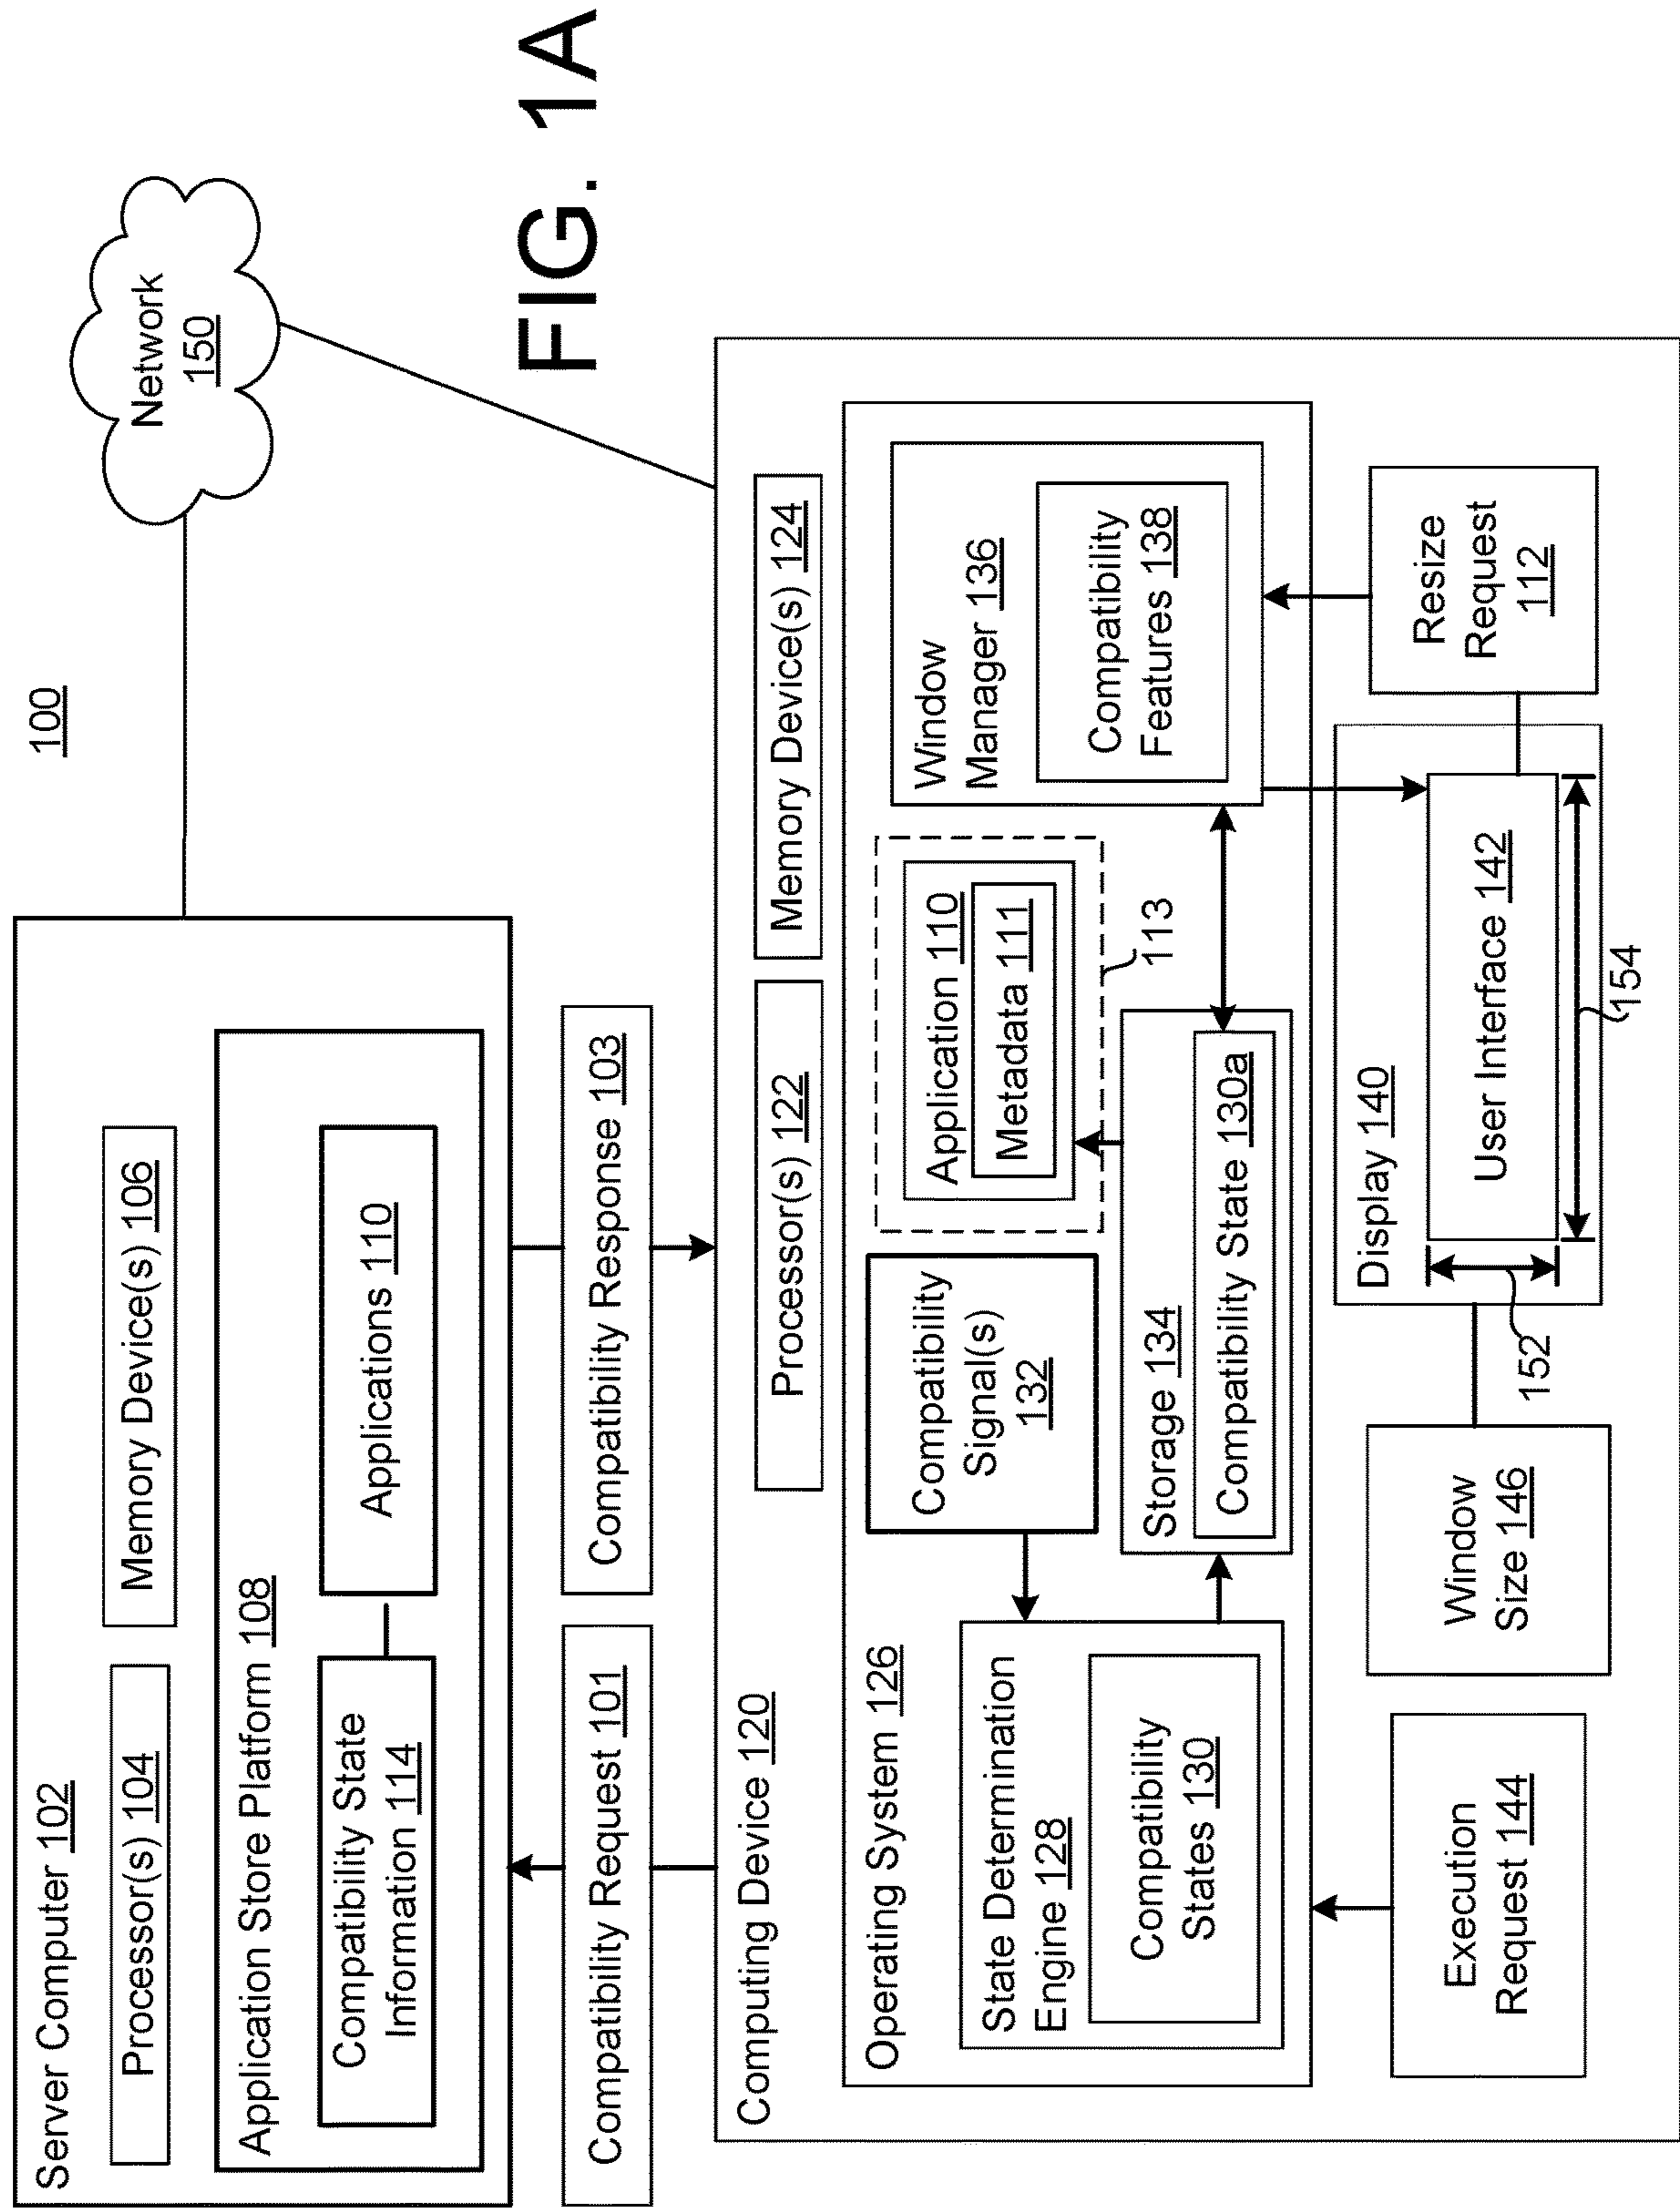 100
Server Computer 102
Processor(s) 104
Memory Device(s) 106
Application Store Platform 108
Compatibility State
Information 114
Applications 110
Network
150
Compatibility Request 101
Compatibility Response 103
FIG. 1A
Computing Device 120
Processor(s) 122
Memory Device(s) 124
Operating System 126
State Determination
Engine 128
Compatibility
States 130
Compatibility
Signal(s)
132
Application 110
Metadata 111
113
Storage 134
Compatibility State 130a
Window
Manager 136
Compatibility
Features 138
Execution
Request 144
Window
Size 146
Display 140
User Interface 142
152
154
Resize
Request
112